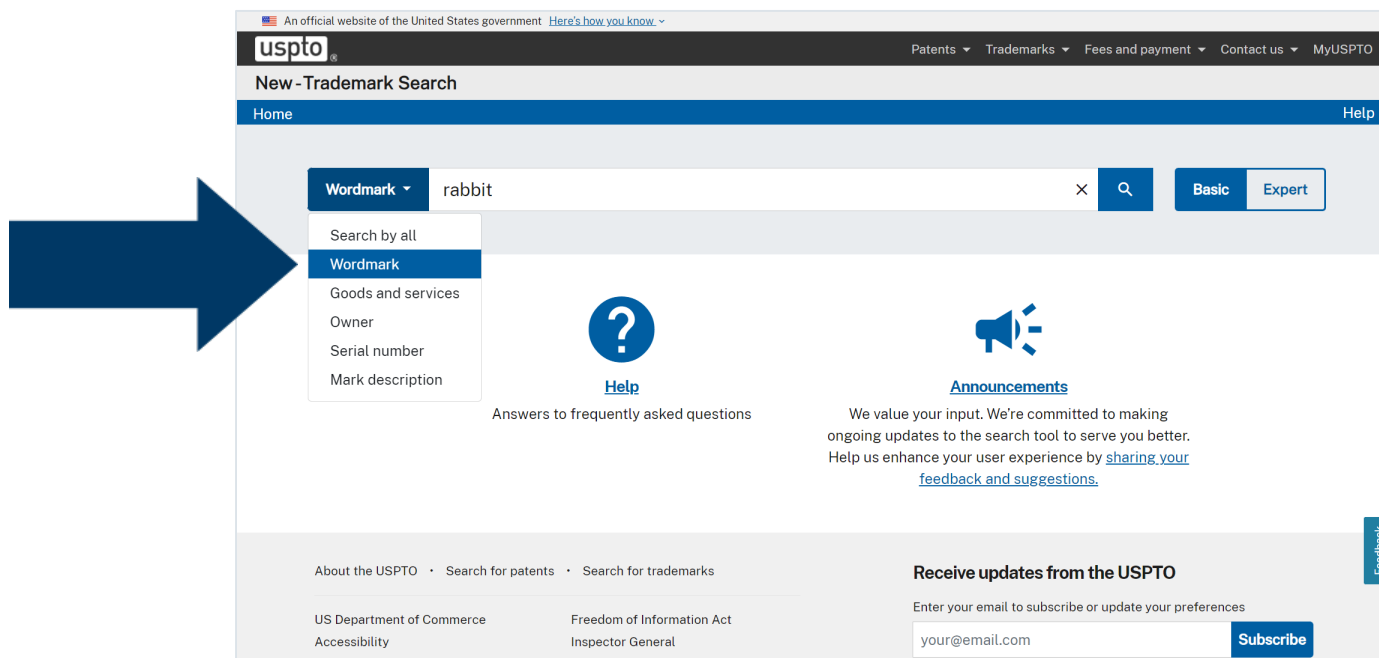 An official website of the United States government Here's how you know
uspto®
Patents Trademarks Fees and payment Contact us MyUSPTO
New - Trademark Search
Home Help
Wordmark rabbit Basic Expert
Search by all
Wordmark
Goods and services
Owner
Serial number
Mark description
Help
Answers to frequently asked questions
Announcements
We value your input. We're committed to making
ongoing updates to the search tool to serve you better.
Help us enhance your user experience by sharing your
feedback and suggestions.
Feedback
About the USPTO • Search for patents • Search for trademarks
US Department of Commerce
Accessibility
Freedom of Information Act
Inspector General
Receive updates from the USPTO
Enter your email to subscribe or update your preferences
your@email.com Subscribe